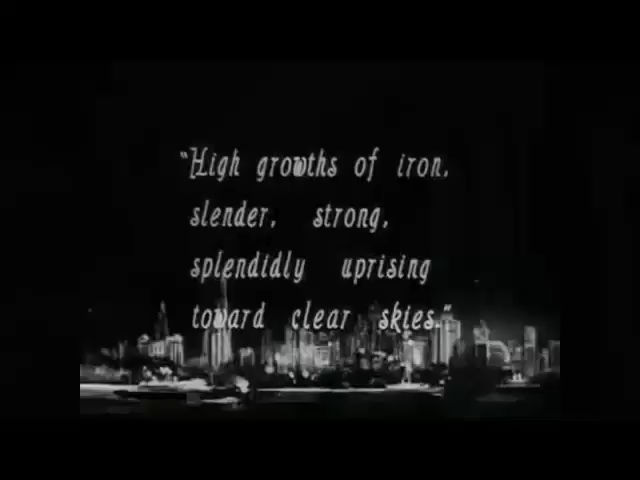 "High growths of iron,
slender, strong,
splendidly uprising
toward clear skies."